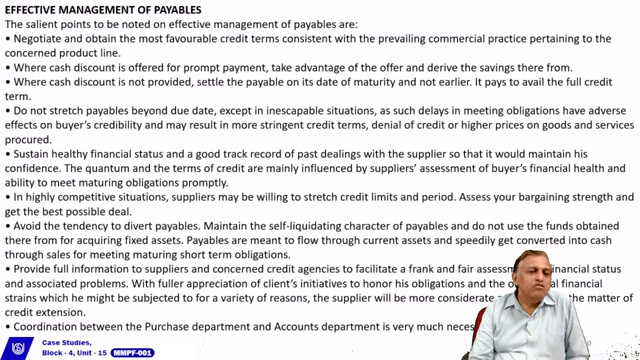 EFFECTIVE MANAGEMENT OF PAYABLES
The salient points to be noted on effective management of payables are:
• Negotiate and obtain the most favourable credit terms consistent with the prevailing commercial practice pertaining to the
concerned product line.
• Where cash discount is offered for prompt payment, take advantage of the offer and derive the savings there from.
• Where cash discount is not provided, settle the payable on its date of maturity and not earlier. It pays to avail the full credit
term.
• Do not stretch payables beyond due date, except in inescapable situations, as such delays in meeting obligations have adverse
effects on buyer's credibility and may result in more stringent credit terms, denial of credit or higher prices on goods and services
procured.
• Sustain healthy financial status and a good track record of past dealings with the supplier so that it would maintain his
confidence. The quantum and the terms of credit are mainly influenced by suppliers' assessment of buyer's financial health and
ability to meet maturing obligations promptly.
• In highly competitive situations, suppliers may be willing to stretch credit limits and period. Assess your bargaining strength and
get the best possible deal.
• Avoid the tendency to divert payables. Maintain the self-liquidating character of payables and do not use the funds obtained
there from for acquiring fixed assets. Payables are meant to flow through current assets and speedily get converted into cash
through sales for meeting maturing short term obligations.
• Provide full information to suppliers and concerned credit agencies to facilitate a frank and fair assessm financial status
and associated problems. With fuller appreciation of client's initiatives to honor his obligations and the financial
strains which he might be subjected to for a variety of reasons, the supplier will be more considerate the matter of
credit extension.
• Coordination between the Purchase department and Accounts department is very much
Case Studies,
Block - 4, Unit - 15 MMPF-001